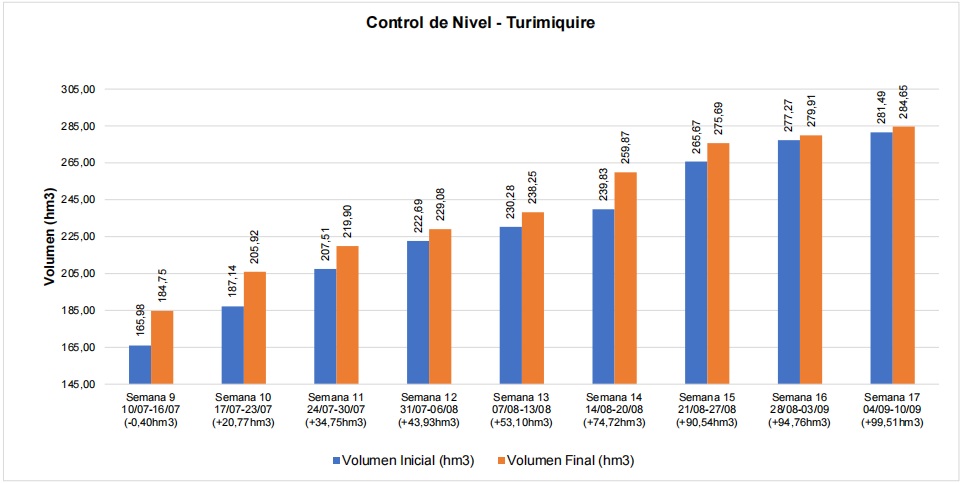 Control de Nivel - Turimiquire
Volumen (hm3)
305,00
285,00
265,00
245,00
225,00
205,00
185,00
165,00
145,00
165,98
184,75
187,14
205,92
207,51
219,90
222,69
229,08
230,28
238,25
239,83
259,87
265,67
275,69
277,27
279,91
281,49
284,65
Semana 9
10/07-16/07
(-0,40hm3)
Semana 10
17/07-23/07
(+20,77hm3)
Semana 11
24/07-30/07
(+34,75hm3)
Semana 12
31/07-06/08
(+43,93hm3)
Semana 13
07/08-13/08
(+53,10hm3)
Semana 14
14/08-20/08
(+74,72hm3)
Semana 15
21/08-27/08
(+90,54hm3)
Semana 16
28/08-03/09
(+94,76hm3)
Semana 17
04/09-10/09
(+99,51hm3)
Volumen Inicial (hm3)
Volumen Final (hm3)